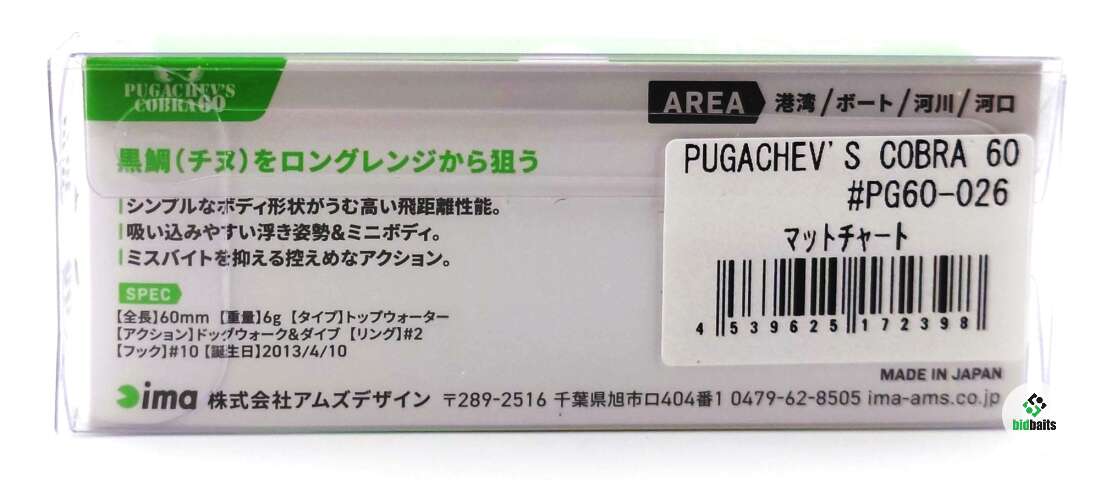 PUGACHEV'S
COBRA 60
AREA 港湾/ボート/河川/河口
黒鯛(チヌ)をロングレンジから狙う
シンプルなボディ形状がうむ高い飛距離性能。
吸い込みやすい浮き姿勢&ミニボディ。
ミスバイトを抑える控えめなアクション。
SPEC
【全長】60mm 【重量】6g 【タイプ】トップウォーター
【アクション】ドッグウォーク&ダイブ 【リング】#2
【フック】#10 【誕生日】2013/4/10
PUGACHEV'S COBRA 60
#PG60-026
マットチャート
4 539625 172398
MADE IN JAPAN
ima 株式会社アムズデザイン 〒289-2516 千葉県旭市ロ404番1 0479-62-8505 ima-ams.co.jp
bidbaits